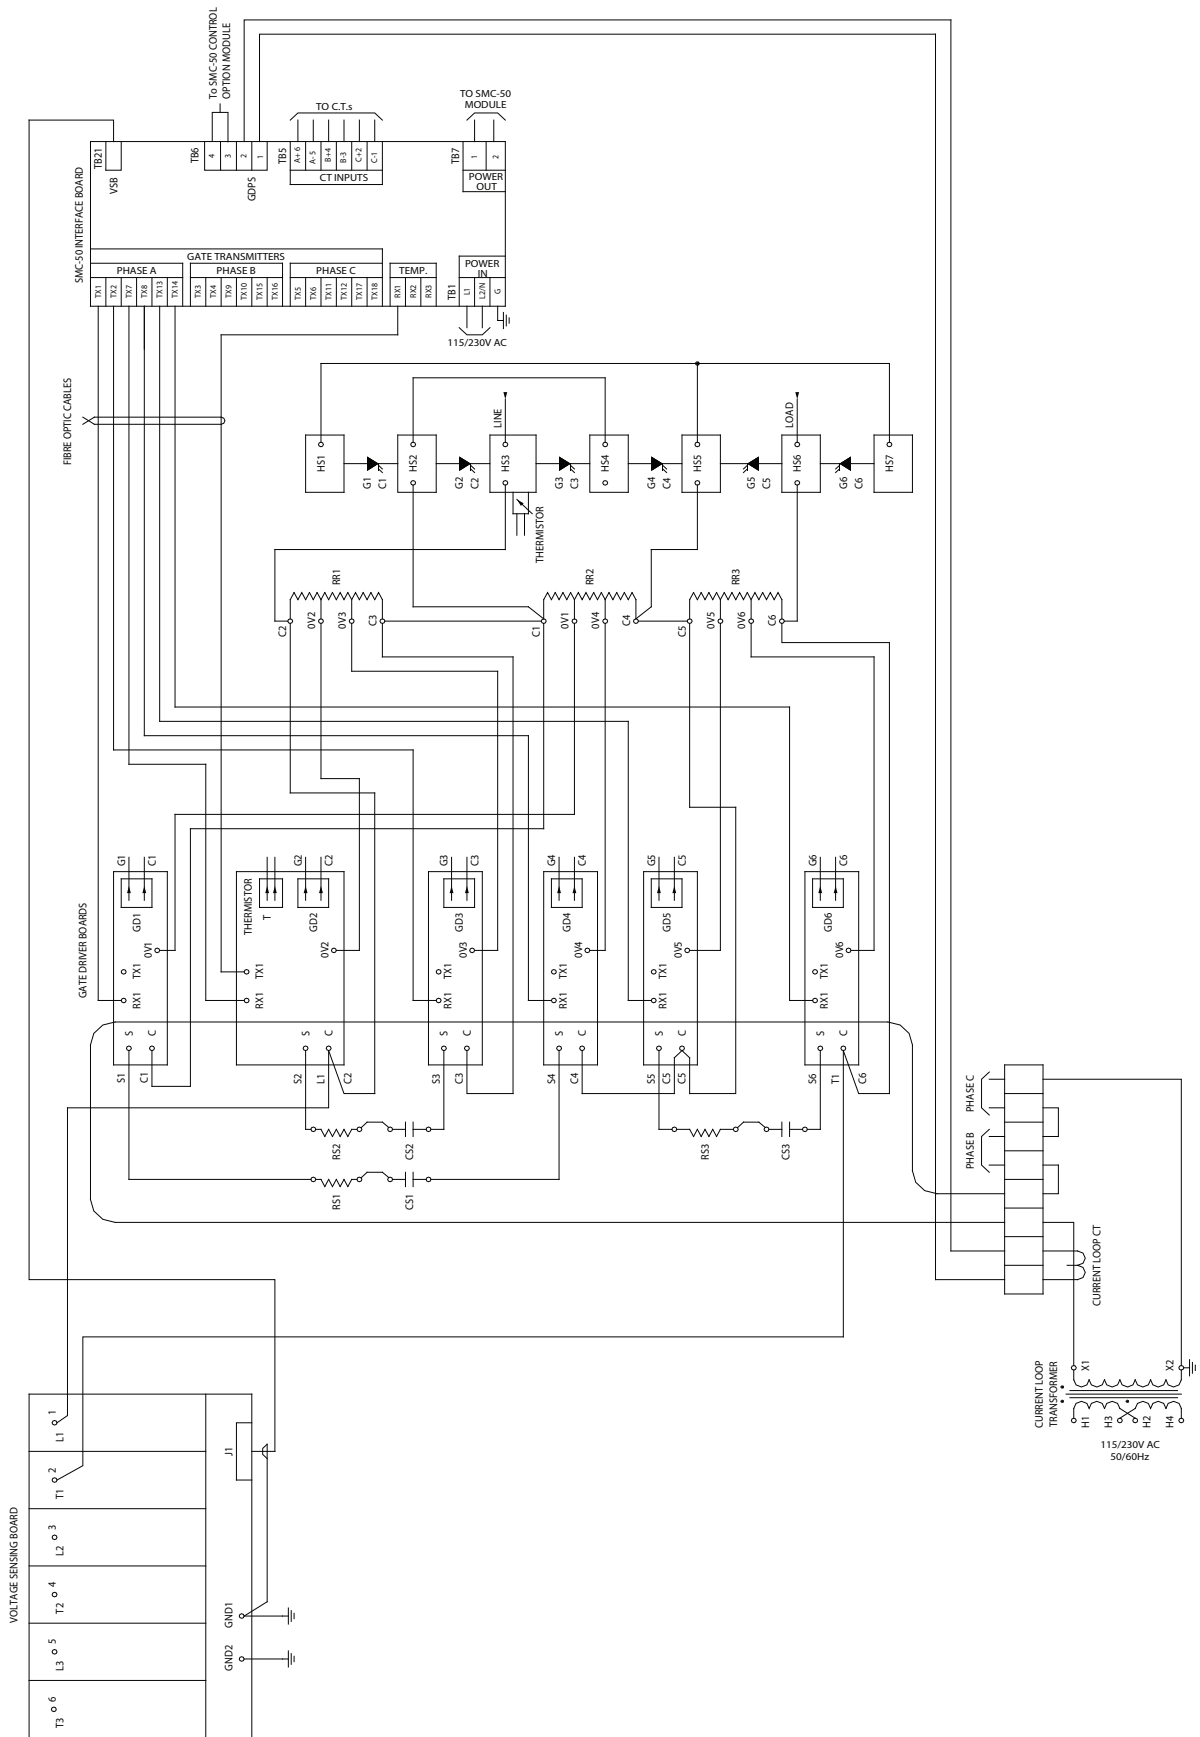 To SMC-50 CONTROL
OPTION MODULE
TO C.T.s
TO SMC-50
MODULE
SMC-50 INTERFACE BOARD
TB21
VSB
TB6
4
3
2
1
GDPS
TB5
A+ 6
A- 5
B+4
B-3
C+2
C-1
CT INPUTS
TB7
1
2
POWER
OUT
GATE TRANSMITTERS
PHASE A
PHASE B
PHASE C
TEMP.
POWER
IN
TX1
TX2
TX7
TX8
TX13
TX14
TX3
TX4
TX9
TX10
TX15
TX16
TX5
TX6
TX11
TX12
TX17
TX18
RX1
RX2
RX3
TB1
L1
L2/N
G
115/230V AC
FIBRE OPTIC CABLES
LINE
LOAD
HS1
G1
C1
HS2
G2
C2
HS3
G3
C3
HS4
G4
C4
HS5
G5
C5
HS6
G6
C6
HS7
THERMISTOR
RR1
RR2
RR3
C2
0V2
0V3
C3
C1
0V1
0V4
C4
C5
0V5
0V6
C6
GATE DRIVER BOARDS
G1
C1
GD1
0V1
TX1
RX1
S
C
S1
C1
THERMISTOR
T
G2
C2
GD2
0V2
TX1
RX1
S
C
S2
L1
C2
G3
C3
GD3
0V3
TX1
RX1
S
C
S3
C3
G4
C4
GD4
0V4
TX1
RX1
S
C
S4
C4
G5
C5
GD5
0V5
TX1
RX1
S
C
S5
C5
C5
G6
C6
GD6
0V6
TX1
RX1
S
C
S6
T1
C6
RS2
CS2
RS3
CS3
RS1
CS1
PHASE C
PHASE B
CURRENT LOOP CT
CURRENT LOOP
TRANSFORMER
X1
X2
H1
H3
H2
H4
115/230V AC
50/60Hz
VOLTAGE SENSING BOARD
L1
1
T1
2
L2
3
T2
4
L3
5
T3
6
J1
GND1
GND2